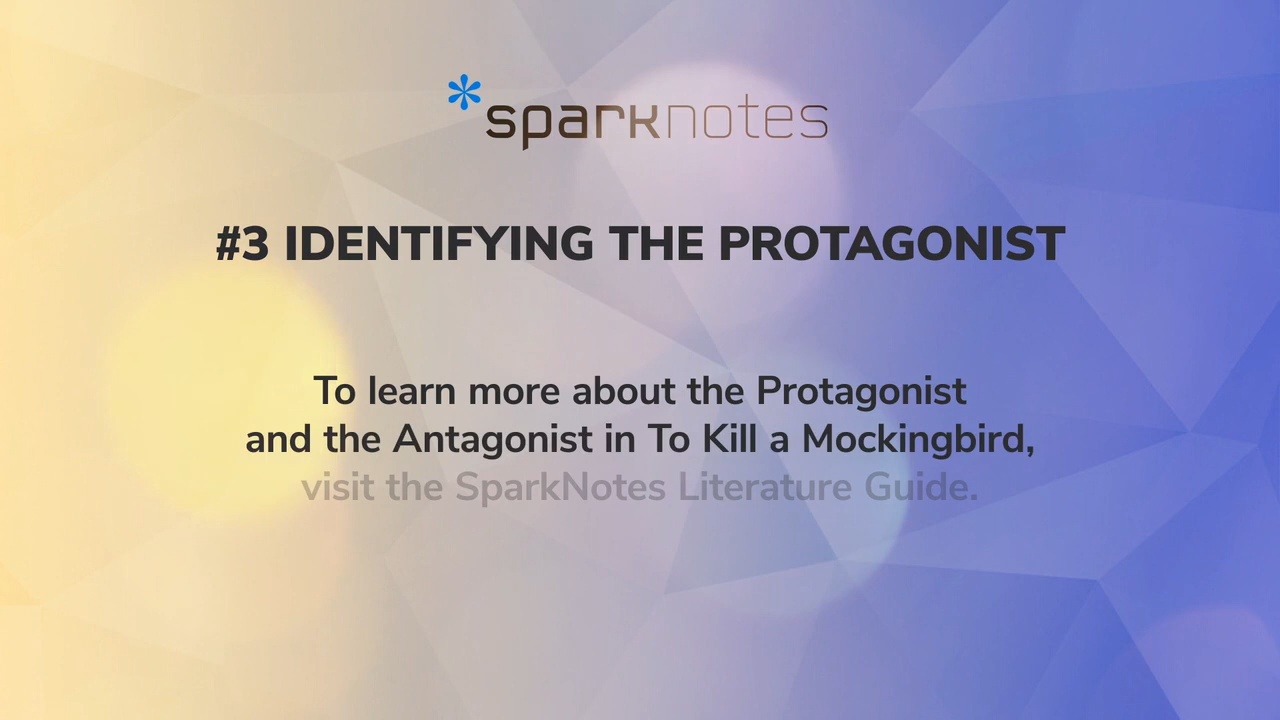 *sparknotes
#3 IDENTIFYING THE PROTAGONIST
To learn more about the Protagonist
and the Antagonist in To Kill a Mockingbird,
visit the SparkNotes Literature Guide.